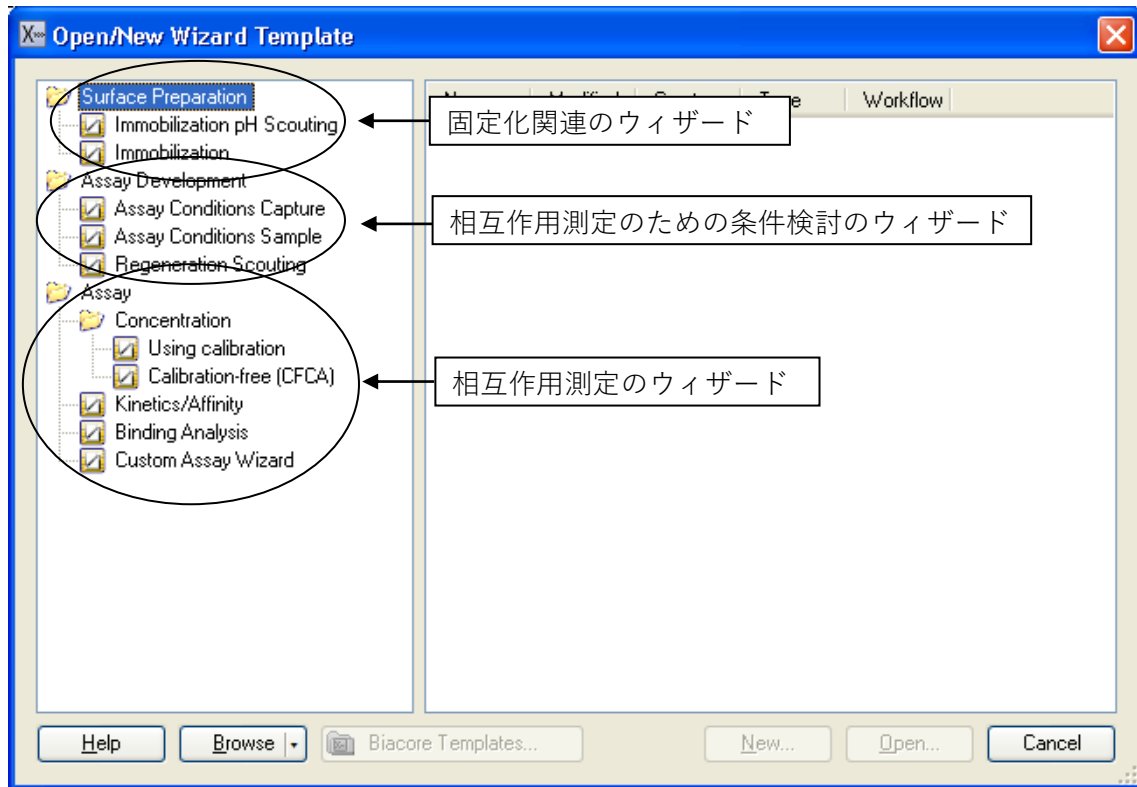 Open/New Wizard Template
Surface Preparation
Immobilization pH Scouting
Immobilization
Assay Development
Assay Conditions Capture
Assay Conditions Sample
Regeneration Scouting
Assay
Concentration
Using calibration
Calibration-free (CFCA)
Kinetics/Affinity
Binding Analysis
Custom Assay Wizard
Workflow
固定化関連のウィザード
相互作用測定のための条件検討のウィザード
相互作用測定のウィザード
Help
Browse
Biacore Templates...
New...
Open...
Cancel